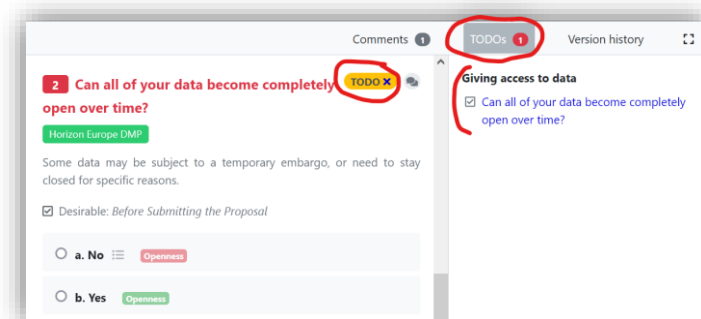 Comments 1 TODOs 1 Version history
2 Can all of your data become completely TODO ×
open over time?
Horizon Europe DMP
Some data may be subject to a temporary embargo, or need to stay
closed for specific reasons.
Desirable: Before Submitting the Proposal
a. No Openness
b. Yes Openness
Giving access to data
Can all of your data become completely
open over time?